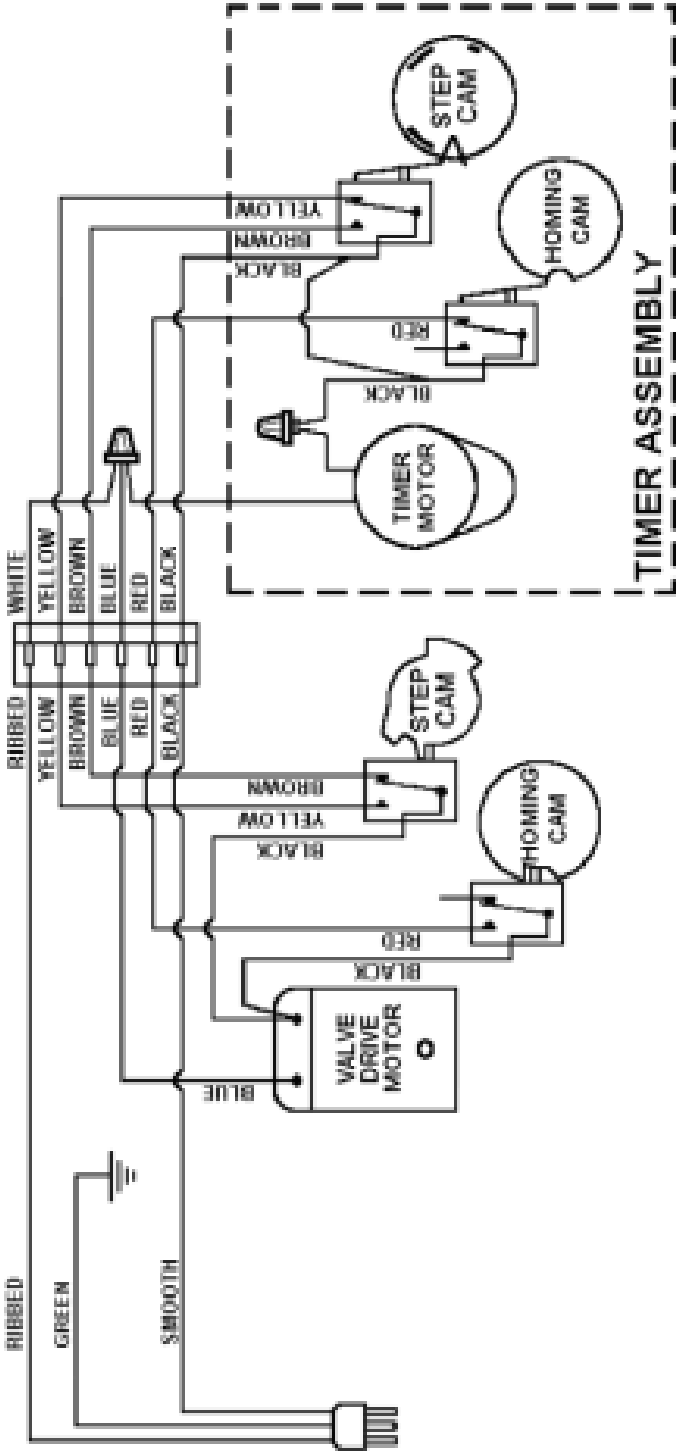 RIBBED
GREEN
SMOOTH
RIBBED
YELLOW
BROWN
BLUE
RED
BLACK
WHITE
YELLOW
BROWN
BLUE
RED
BLACK
BLUE
VALVE
DRIVE
MOTOR
BLACK
RED
BLACK
YELLOW
BROWN
HOMING
CAM
STEP
CAM
TIMER
MOTOR
BLACK
RED
BLACK
BROWN
YELLOW
HOMING
CAM
STEP
CAM
TIMER ASSEMBLY